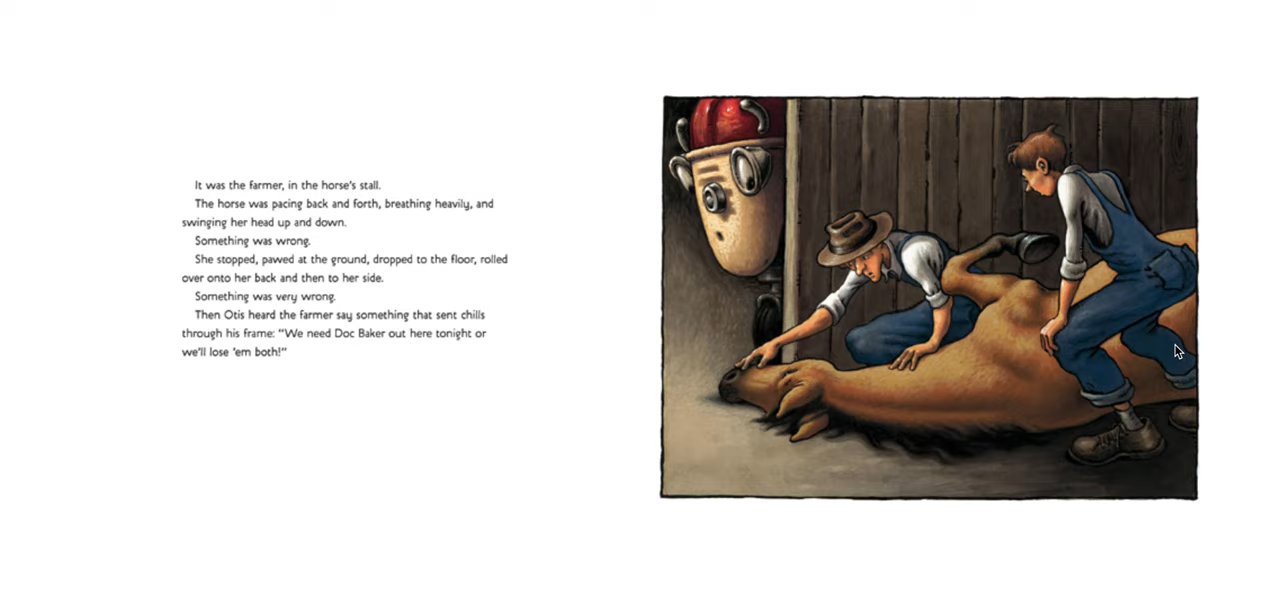 It was the farmer, in the horse's stall.
The horse was pacing back and forth, breathing heavily, and
swinging her head up and down.
Something was wrong.
She stopped, pawed at the ground, dropped to the floor, rolled
over onto her back and then to her side.
Something was very wrong.
Then Otis heard the farmer say something that sent chills
through his frame: “We need Doc Baker out here tonight or
we'll lose 'em both!”